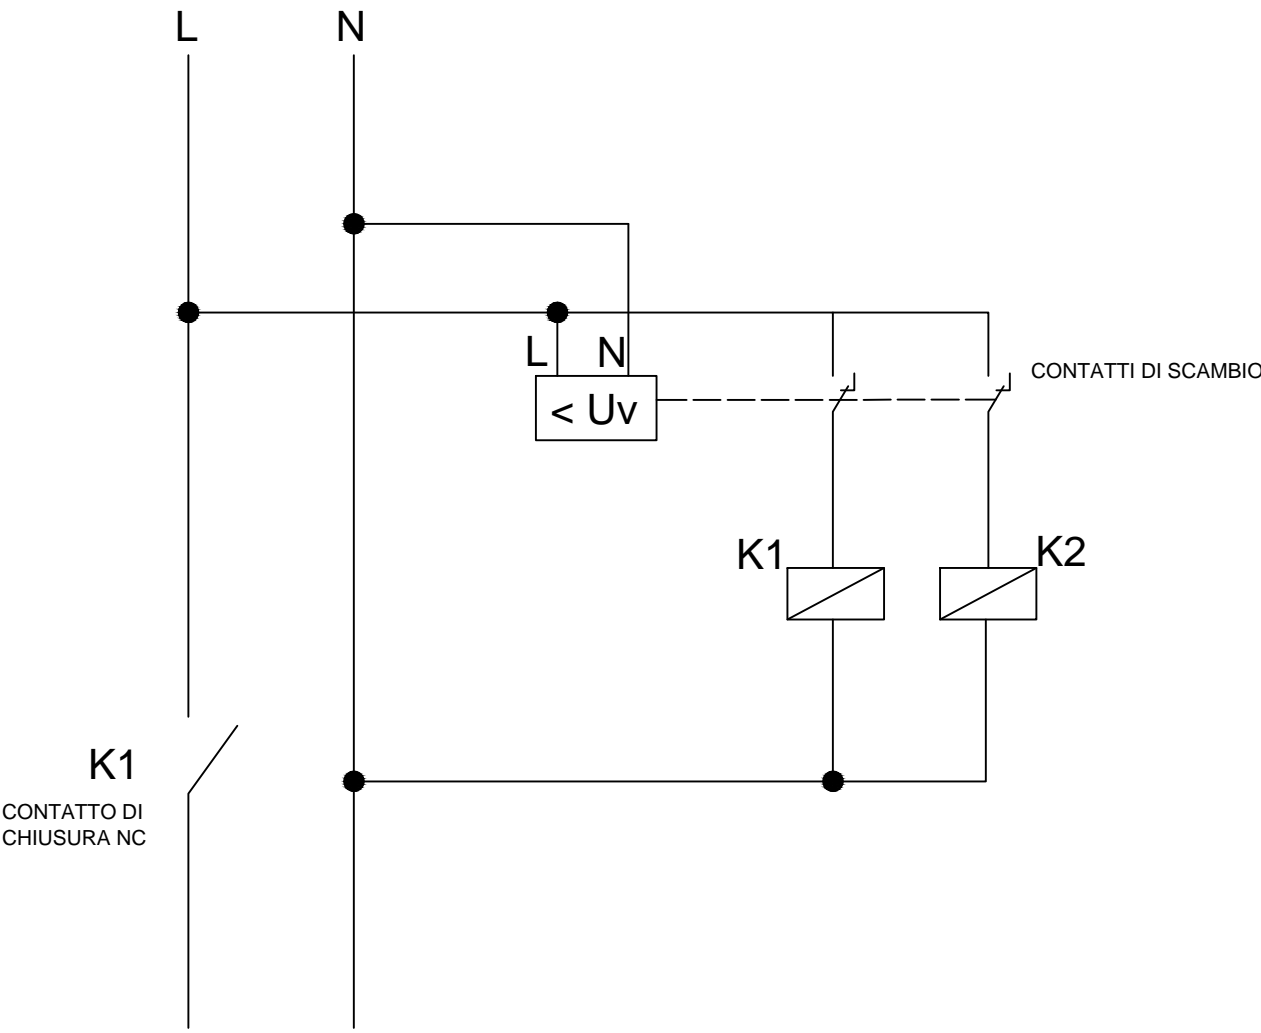 L N
L N
< Uv
CONTATTI DI SCAMBIO
K1 K2
K1
CONTATTO DI
CHIUSURA NC